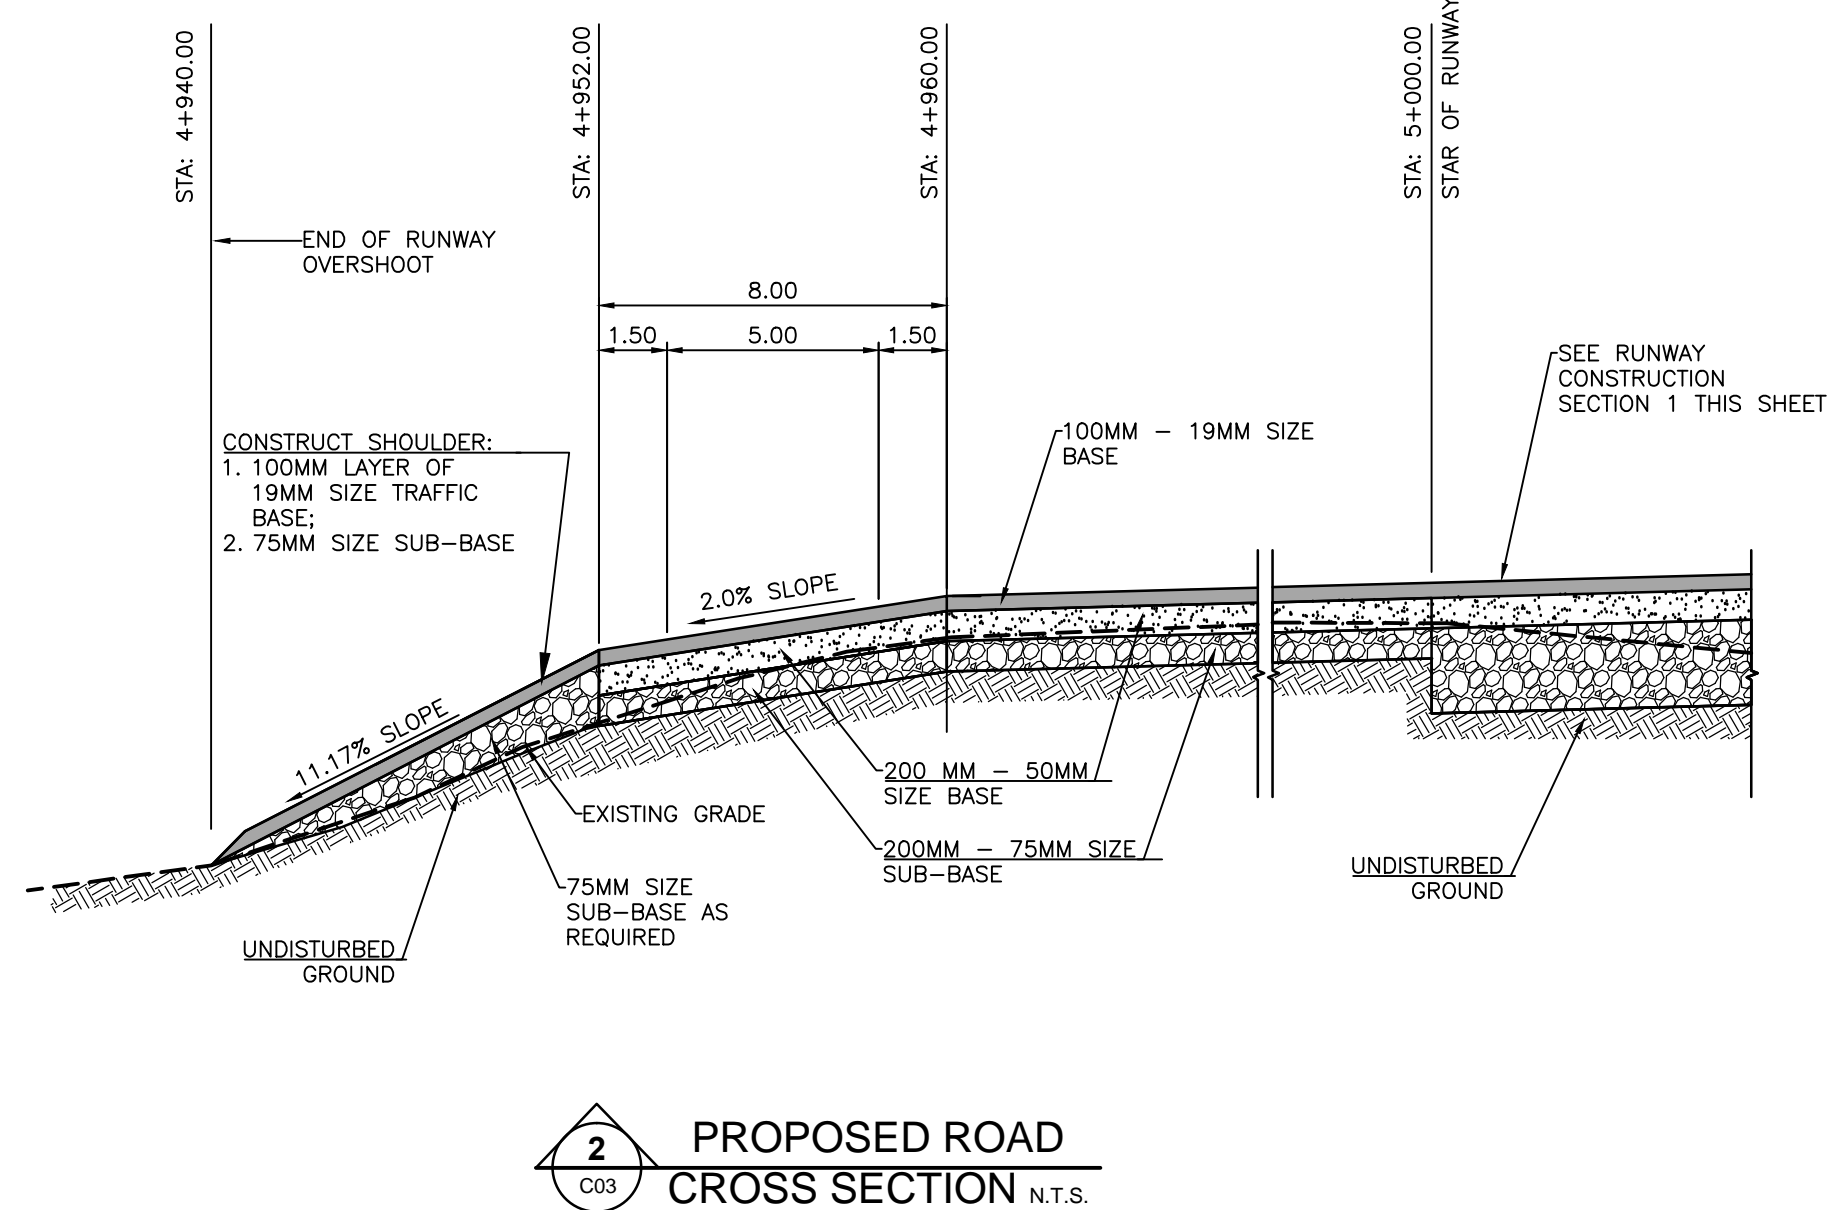 STA: 4+940.00
STA: 4+952.00
STA: 4+960.00
STA: 5+000.00
STAR OF RUNWAY
END OF RUNWAY
OVERSHOOT
8.00
1.50
5.00
1.50
SEE RUNWAY
CONSTRUCTION
SECTION 1 THIS SHEET
CONSTRUCT SHOULDER:
1. 100MM LAYER OF
19MM SIZE TRAFFIC
BASE;
2. 75MM SIZE SUB-BASE
100MM - 19MM SIZE
BASE
2.0% SLOPE
11.17% SLOPE
200 MM - 50MM
SIZE BASE
EXISTING GRADE
200MM - 75MM SIZE
SUB-BASE
UNDISTURBED
GROUND
75MM SIZE
SUB-BASE AS
REQUIRED
UNDISTURBED
GROUND
2
C03
PROPOSED ROAD
CROSS SECTION N.T.S.